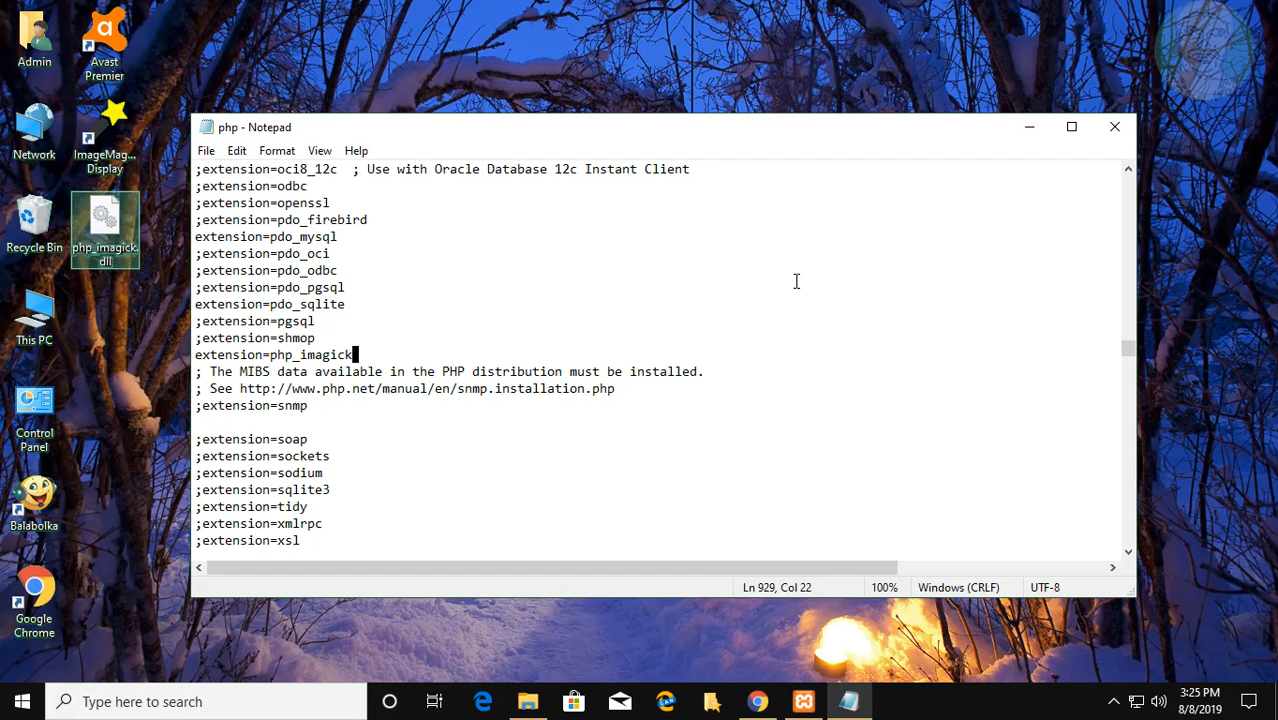 Admin
Avast
Premier
Network
ImageMag...
Display
Recycle Bin
php_imagick.
dll
This PC
Control
Panel
Balabolka
Google
Chrome
php - Notepad
File Edit Format View Help
;extension=oci8_12c  ; Use with Oracle Database 12c Instant Client
;extension=odbc
;extension=openssl
;extension=pdo_firebird
extension=pdo_mysql
;extension=pdo_oci
;extension=pdo_odbc
;extension=pdo_pgsql
extension=pdo_sqlite
;extension=pgsql
;extension=shmop
extension=php_imagick
; The MIBS data available in the PHP distribution must be installed.
; See http://www.php.net/manual/en/snmp.installation.php
;extension=snmp
;extension=soap
;extension=sockets
;extension=sodium
;extension=sqlite3
;extension=tidy
;extension=xmlrpc
;extension=xsl
Ln 929, Col 22 100% Windows (CRLF) UTF-8
Type here to search
3:25 PM
8/8/2019